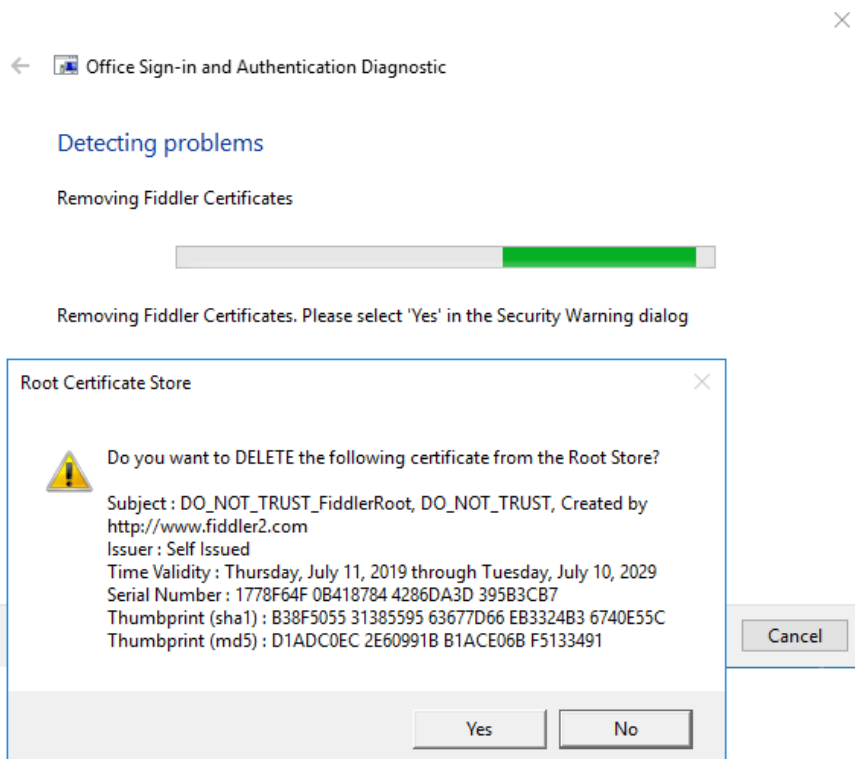 Office Sign-in and Authentication Diagnostic
Detecting problems
Removing Fiddler Certificates
Removing Fiddler Certificates. Please select 'Yes' in the Security Warning dialog
Root Certificate Store
Do you want to DELETE the following certificate from the Root Store?
Subject : DO_NOT_TRUST_FiddlerRoot, DO_NOT_TRUST, Created by
http://www.fiddler2.com
Issuer : Self Issued
Time Validity : Thursday, July 11, 2019 through Tuesday, July 10, 2029
Serial Number : 1778F64F 0B418784 4286DA3D 395B3CB7
Thumbprint (sha1) : B38F5055 31385595 63677D66 EB3324B3 6740E55C
Thumbprint (md5) : D1ADC0EC 2E60991B B1ACE06B F5133491
Cancel
Yes
No